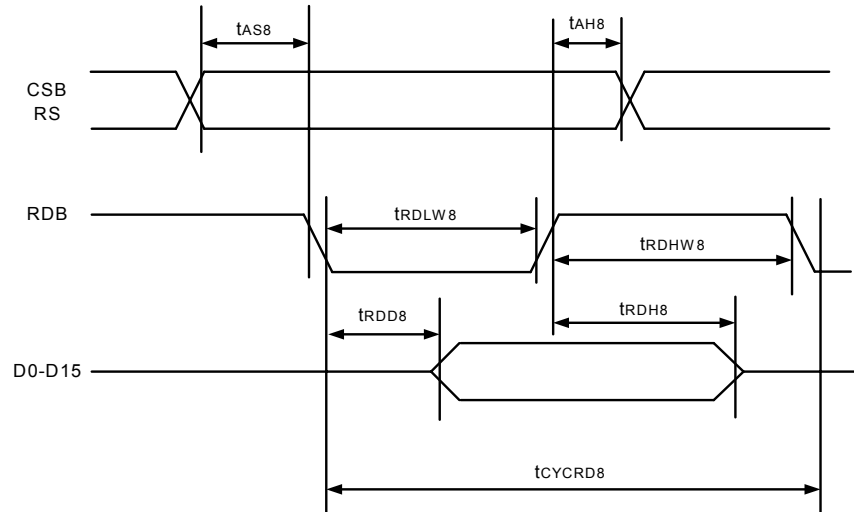 tAS8
tAH8
CSB
RS
RDB
tRDLW8
tRDHW8
tRDD8
tRDH8
D0-D15
tCYCRD8